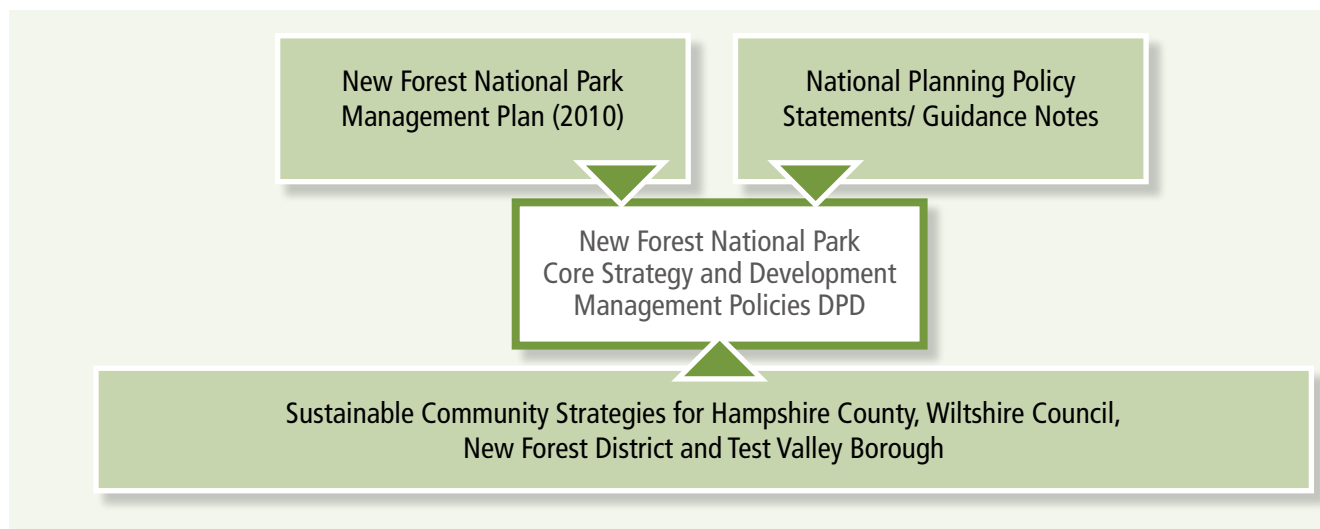 New Forest National Park
Management Plan (2010)
National Planning Policy
Statements/ Guidance Notes
New Forest National Park
Core Strategy and Development
Management Policies DPD
Sustainable Community Strategies for Hampshire County, Wiltshire Council,
New Forest District and Test Valley Borough